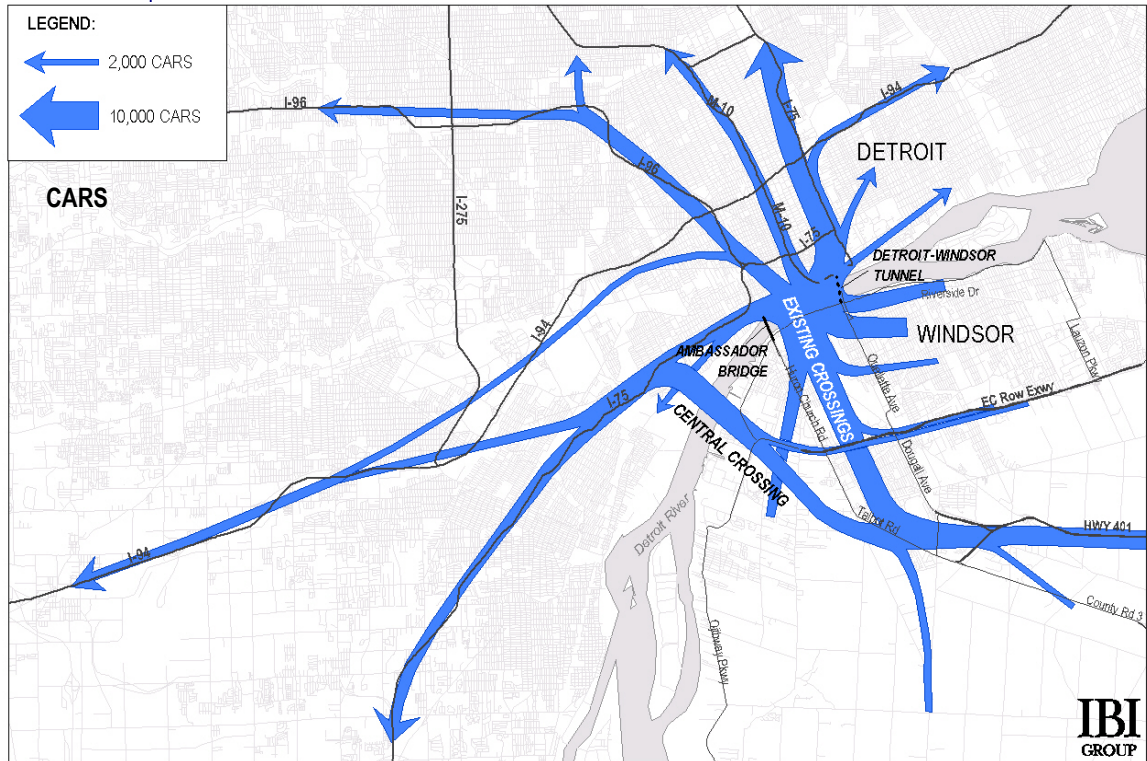 LEGEND:
2,000 CARS
10,000 CARS
CARS
I-96
I-275
I-96
M-10
M-10
I-75
I-75
I-94
DETROIT
DETROIT-WINDSOR
TUNNEL
Riverside Dr
WINDSOR
EXISTING CROSSINGS
AMBASSADOR
BRIDGE
Huron Church Rd
Ouellette Ave
Lauzon Pkwy
EC Row Exwy
Dougall Ave
I-94
I-75
CENTRAL CROSSING
Talbot Rd
HWY 401
County Rd 3
Detroit River
Ojibway Pkwy
I-94
IBI
GROUP